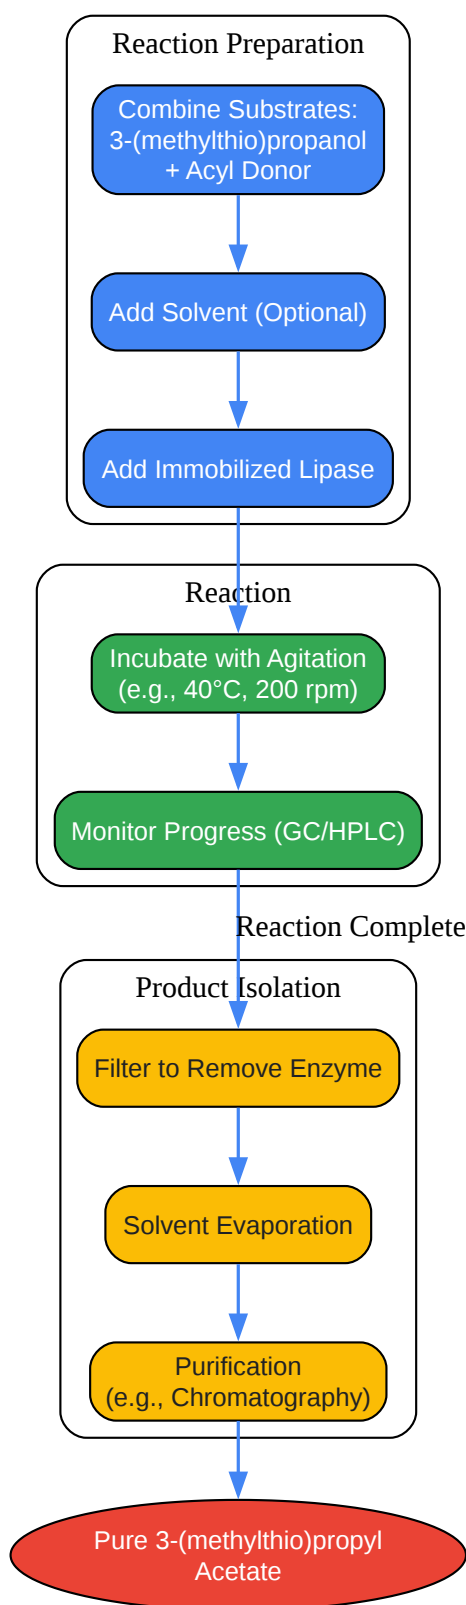 Reaction Preparation
Combine Substrates:
3-(methylthio)propanol
+ Acyl Donor
Add Solvent (Optional)
Add Immobilized Lipase
Reaction
Incubate with Agitation
(e.g., 40°C, 200 rpm)
Monitor Progress (GC/HPLC)
Reaction Complete
Product Isolation
Filter to Remove Enzyme
Solvent Evaporation
Purification
(e.g., Chromatography)
Pure 3-(methylthio)propyl
Acetate